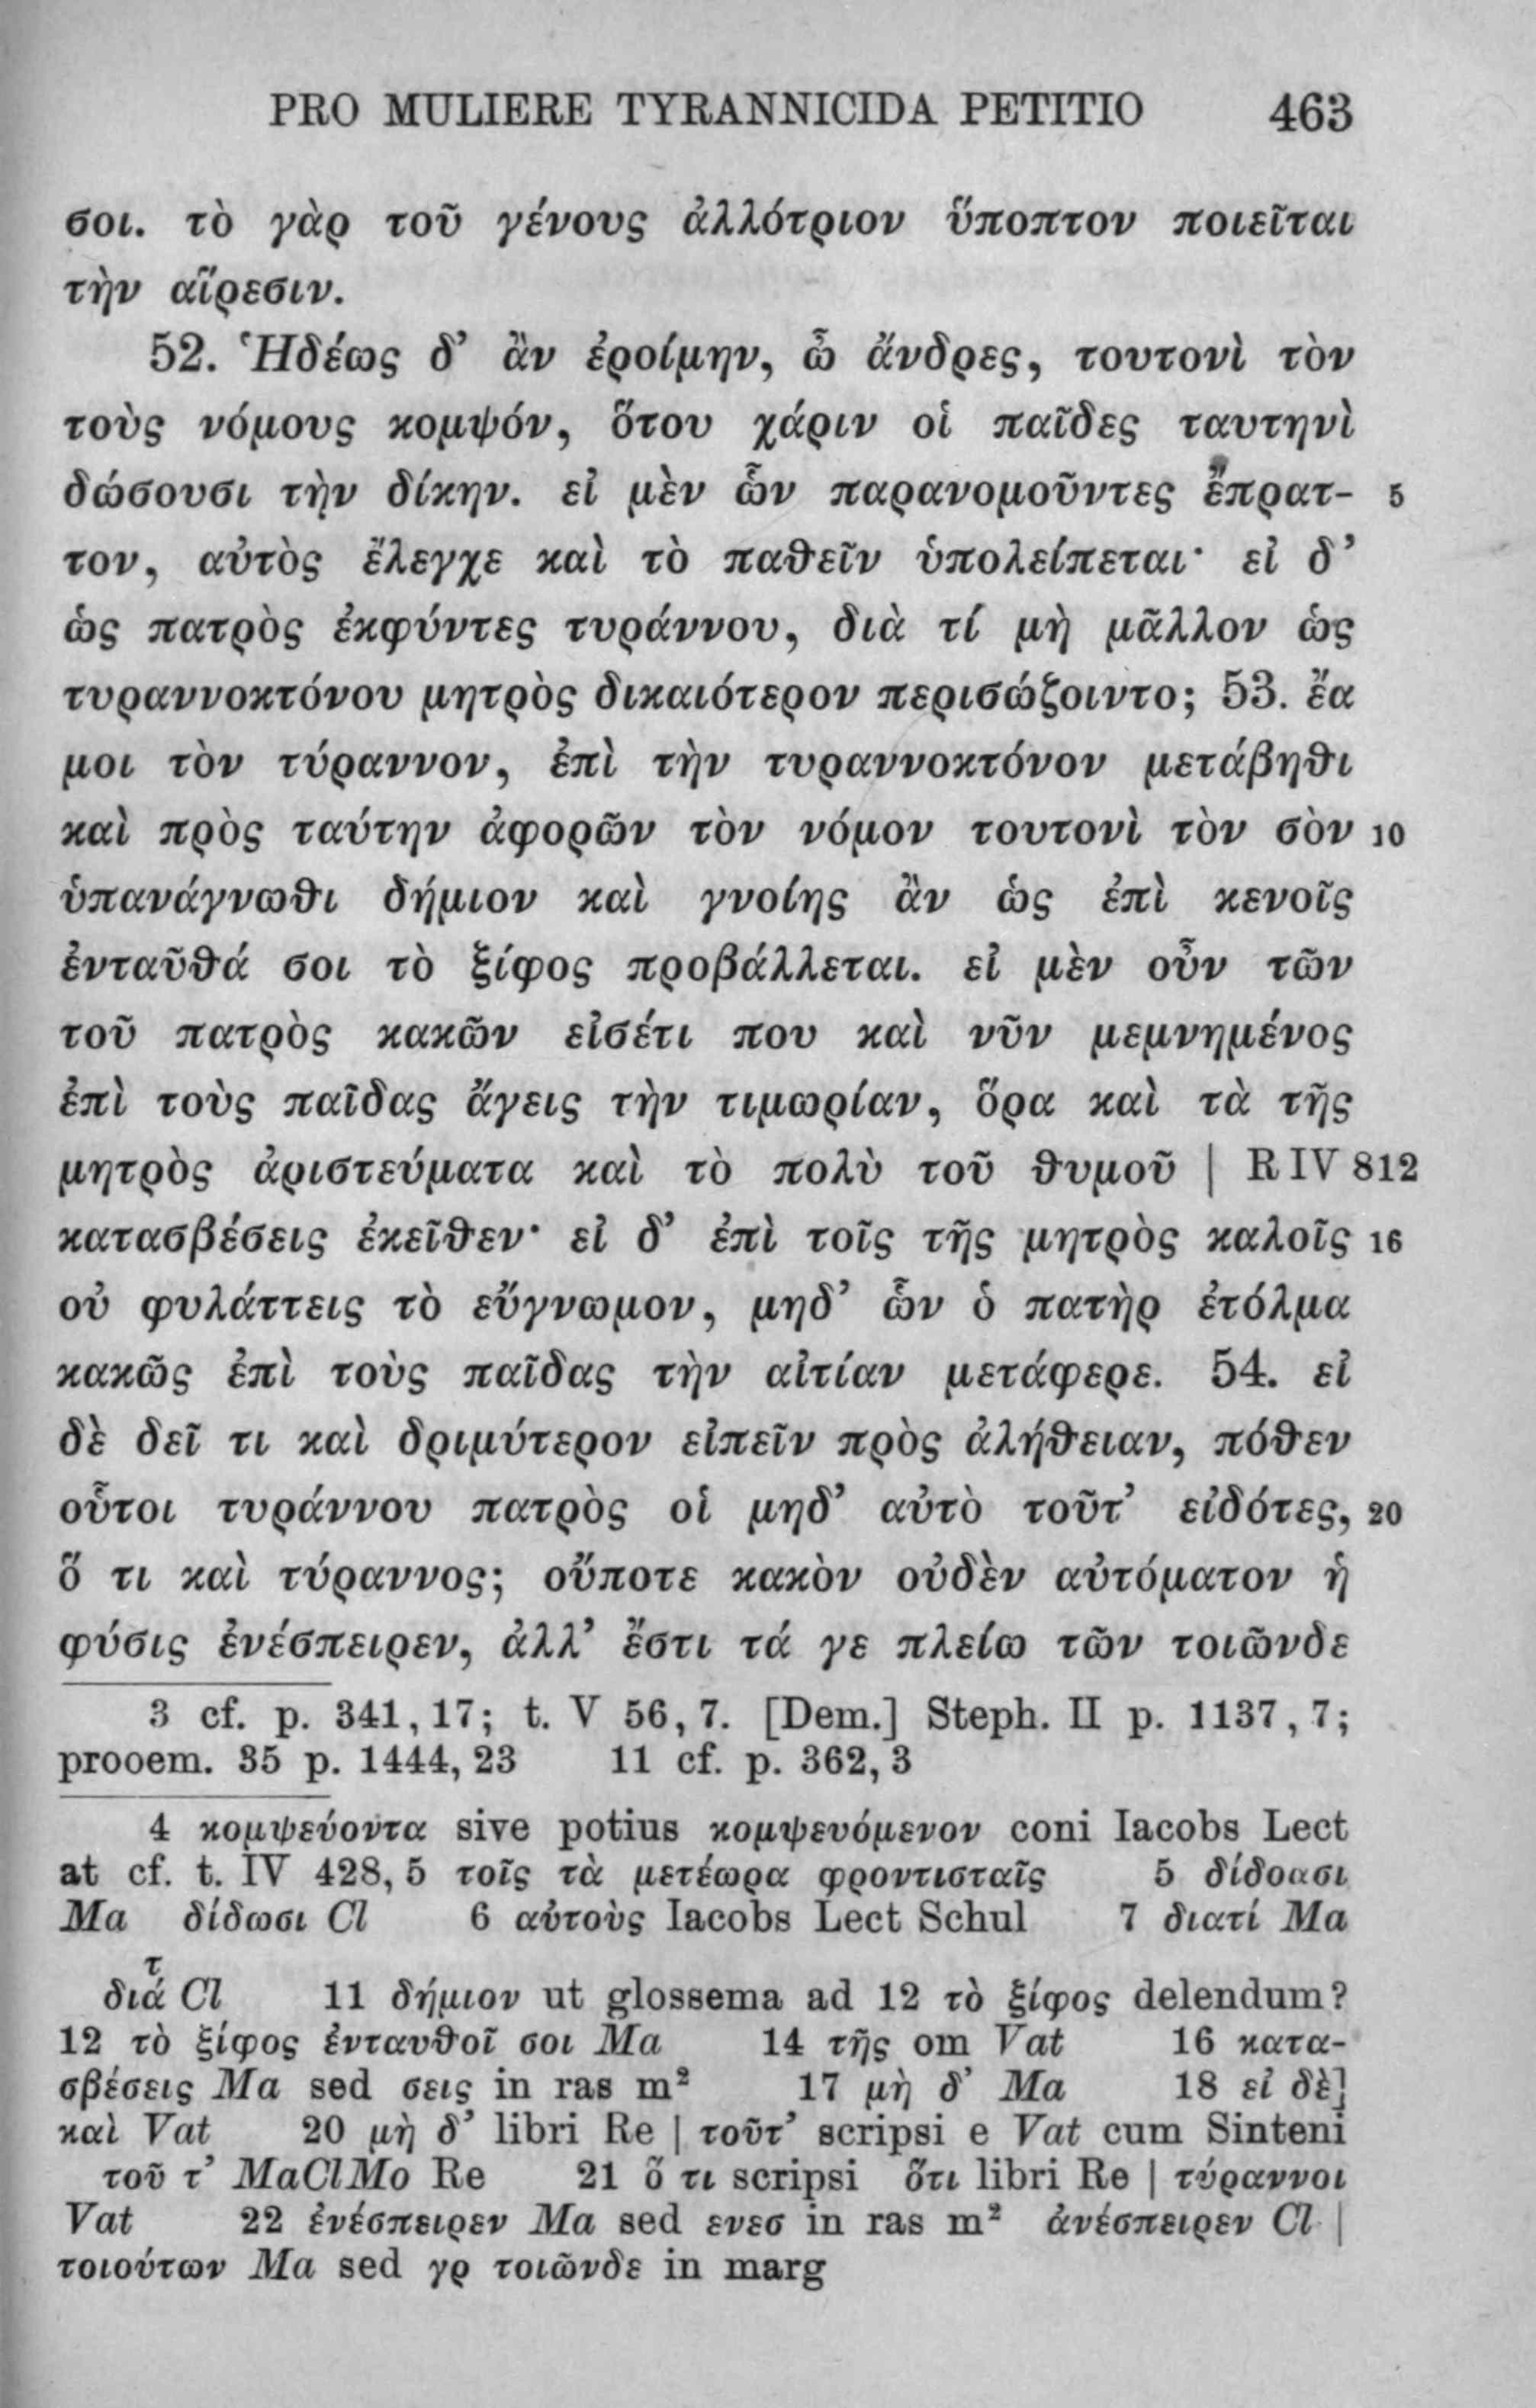 PRO MULIERE TYRANNICIDA PETITIO 463
σοι. τὸ γὰρ τοῦ γένους ἀλλότριον ὕποπτον ποιεῖται
τὴν αἵρεσιν.
52. Ἡδέως δ’ ἂν ἐροίμην, ὦ ἄνδρες, τουτονὶ τὸν
τοὺς νόμους κομψόν, ὅτου χάριν οἱ παῖδες ταυτηνὶ
δώσουσι τὴν δίκην. εἰ μὲν ὧν παρανομοῦντες ἔπρατ- 5
τον, αὐτὸς ἔλεγχε καὶ τὸ παθεῖν ὑπολείπεται· εἰ δ’
ὡς πατρὸς ἐκφύντες τυράννου, διὰ τί μὴ μᾶλλον ὡς
τυραννοκτόνου μητρὸς δικαιότερον περισώζοιντο; 53. ἔα
μοι τὸν τύραννον, ἐπὶ τὴν τυραννοκτόνον μετάβηθι
καὶ πρὸς ταύτην ἀφορῶν τὸν νόμον τουτονὶ τὸν σὸν 10
ὑπανάγνωθι δήμιον καὶ γνοίης ἂν ὡς ἐπὶ κενοῖς
ἐνταῦθά σοι τὸ ξίφος προβάλλεται. εἰ μὲν οὖν τῶν
τοῦ πατρὸς κακῶν εἰσέτι που καὶ νῦν μεμνημένος
ἐπὶ τοὺς παῖδας ἄγεις τὴν τιμωρίαν, ὅρα καὶ τὰ τῆς
μητρὸς ἀριστεύματα καὶ τὸ πολὺ τοῦ θυμοῦ | R IV 812
κατασβέσεις ἐκεῖθεν· εἰ δ’ ἐπὶ τοῖς τῆς μητρὸς καλοῖς 16
οὐ φυλάττεις τὸ εὔγνωμον, μηδ’ ὧν ὁ πατὴρ ἐτόλμα
κακῶς ἐπὶ τοὺς παῖδας τὴν αἰτίαν μετάφερε. 54. εἰ
δὲ δεῖ τι καὶ δριμύτερον εἰπεῖν πρὸς ἀλήθειαν, πόθεν
οὗτοι τυράννου πατρὸς οἱ μηδ’ αὐτὸ τοῦτ’ εἰδότες, 20
ὅ τι καὶ τύραννος; οὔποτε κακὸν οὐδὲν αὐτόματον ἡ
φύσις ἐνέσπειρεν, ἀλλ’ ἔστι τά γε πλείω τῶν τοιῶνδε
3 cf. p. 341, 17; t. V 56, 7. [Dem.] Steph. II p. 1137, 7;
prooem. 35 p. 1444, 23 11 cf. p. 362, 3
4 κομψεύοντα sive potius κομψευόμενον coni Iacobs Lect
at cf. t. IV 428, 5 τοῖς τὰ μετέωρα φροντισταῖς 5 δίδοασι
Ma δίδωσι Cl 6 αὐτοὺς Iacobs Lect Schul 7 διατί Ma
τ
διά Cl 11 δήμιον ut glossema ad 12 τὸ ξίφος delendum?
12 τὸ ξίφος ἐνταυθοῖ σοι Ma 14 τῆς om Vat 16 κατα-
σβέσεις Ma sed σεις in ras m² 17 μὴ δ’ Ma 18 εἰ δὲ]
καὶ Vat 20 μὴ δ’ libri Re | τοῦτ’ scripsi e Vat cum Sinteni
τοῦ τ’ MaClMo Re 21 ὅ τι scripsi ὅτι libri Re | τύραννοι
Vat 22 ἐνέσπειρεν Ma sed ενεσ in ras m² ἀνέσπειρεν Cl |
τοιούτων Ma sed γρ τοιῶνδε in marg